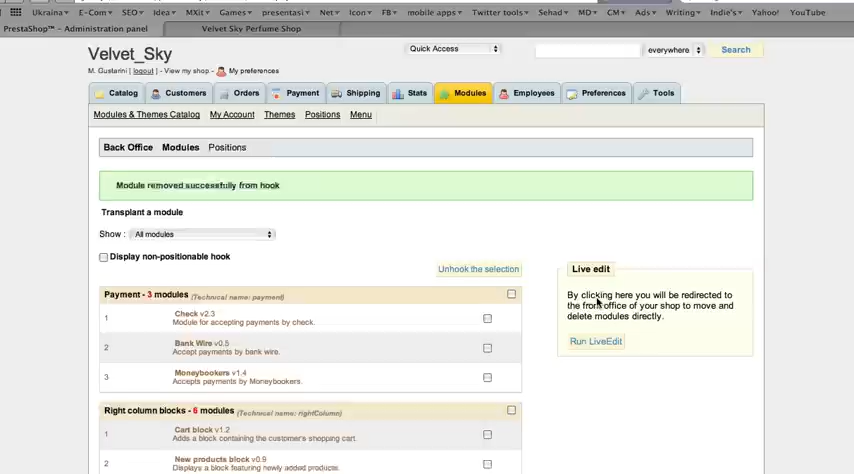 Ukraina E-Com SEO Idea MXit Games presentasi Net Icon FB mobile apps Twitter tools Sehad MD CM Ads Writing Indie's Yahoo! YouTube
PrestaShop™ – Administration panel Velvet Sky Perfume Shop
Velvet_Sky
Quick Access everywhere Search
M. Gustarini [logout] - View my shop - My preferences
Catalog Customers Orders Payment Shipping Stats Modules Employees Preferences Tools
Modules & Themes Catalog My Account Themes Positions Menu
Back Office Modules Positions
Module removed successfully from hook
Transplant a module
Show : All modules
Display non-positionable hook
Unhook the selection
Live edit
By clicking here you will be redirected to
the front office of your shop to move and
delete modules directly.
Run LiveEdit
Payment - 3 modules (Technical name: payment)
1 Check v2.3
Module for accepting payments by check.
2 Bank Wire v0.5
Accept payments by bank wire.
3 Moneybookers v1.4
Accepts payments by Moneybookers.
Right column blocks - 6 modules (Technical name: rightColumn)
1 Cart block v1.2
Adds a block containing the customer's shopping cart.
2 New products block v0.9
Displays a block featuring newly added products.